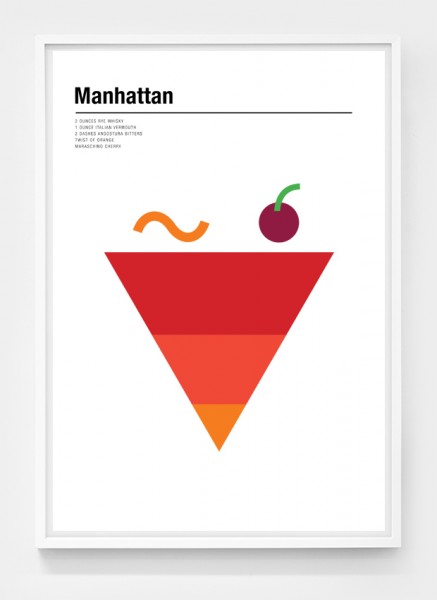 Manhattan
2 OUNCES RYE WHISKY
1 OUNCE ITALIAN VERMOUTH
2 DASHES ANGOSTURA BITTERS
TWIST OF ORANGE
MARASCHINO CHERRY